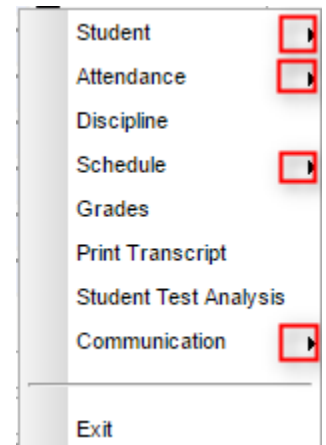 Student
Attendance
Discipline
Schedule
Grades
Print Transcript
Student Test Analysis
Communication
Exit